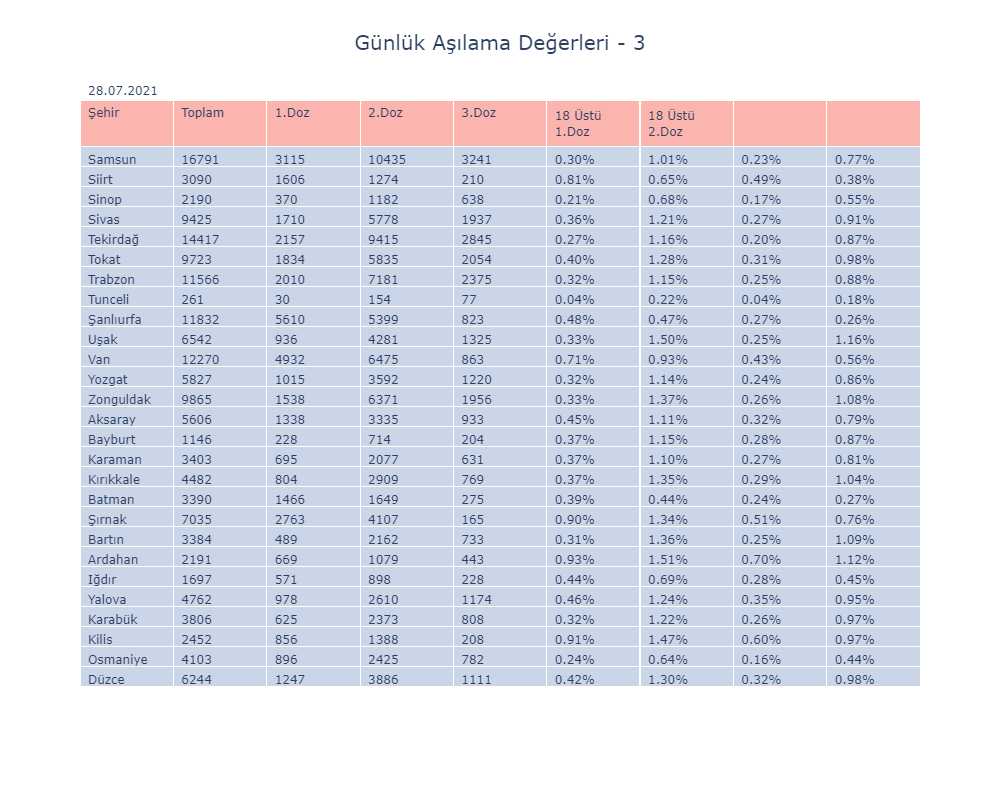 Günlük Aşılama Değerleri - 3
28.07.2021
Şehir Toplam 1.Doz 2.Doz 3.Doz 18 Üstü 1.Doz 18 Üstü 2.Doz
Samsun 16791 3115 10435 3241 0.30% 1.01% 0.23% 0.77%
Siirt 3090 1606 1274 210 0.81% 0.65% 0.49% 0.38%
Sinop 2190 370 1182 638 0.21% 0.68% 0.17% 0.55%
Sivas 9425 1710 5778 1937 0.36% 1.21% 0.27% 0.91%
Tekirdağ 14417 2157 9415 2845 0.27% 1.16% 0.20% 0.87%
Tokat 9723 1834 5835 2054 0.40% 1.28% 0.31% 0.98%
Trabzon 11566 2010 7181 2375 0.32% 1.15% 0.25% 0.88%
Tunceli 261 30 154 77 0.04% 0.22% 0.04% 0.18%
Şanlıurfa 11832 5610 5399 823 0.48% 0.47% 0.27% 0.26%
Uşak 6542 936 4281 1325 0.33% 1.50% 0.25% 1.16%
Van 12270 4932 6475 863 0.71% 0.93% 0.43% 0.56%
Yozgat 5827 1015 3592 1220 0.32% 1.14% 0.24% 0.86%
Zonguldak 9865 1538 6371 1956 0.33% 1.37% 0.26% 1.08%
Aksaray 5606 1338 3335 933 0.45% 1.11% 0.32% 0.79%
Bayburt 1146 228 714 204 0.37% 1.15% 0.28% 0.87%
Karaman 3403 695 2077 631 0.37% 1.10% 0.27% 0.81%
Kırıkkale 4482 804 2909 769 0.37% 1.35% 0.29% 1.04%
Batman 3390 1466 1649 275 0.39% 0.44% 0.24% 0.27%
Şırnak 7035 2763 4107 165 0.90% 1.34% 0.51% 0.76%
Bartın 3384 489 2162 733 0.31% 1.36% 0.25% 1.09%
Ardahan 2191 669 1079 443 0.93% 1.51% 0.70% 1.12%
Iğdır 1697 571 898 228 0.44% 0.69% 0.28% 0.45%
Yalova 4762 978 2610 1174 0.46% 1.24% 0.35% 0.95%
Karabük 3806 625 2373 808 0.32% 1.22% 0.26% 0.97%
Kilis 2452 856 1388 208 0.91% 1.47% 0.60% 0.97%
Osmaniye 4103 896 2425 782 0.24% 0.64% 0.16% 0.44%
Düzce 6244 1247 3886 1111 0.42% 1.30% 0.32% 0.98%